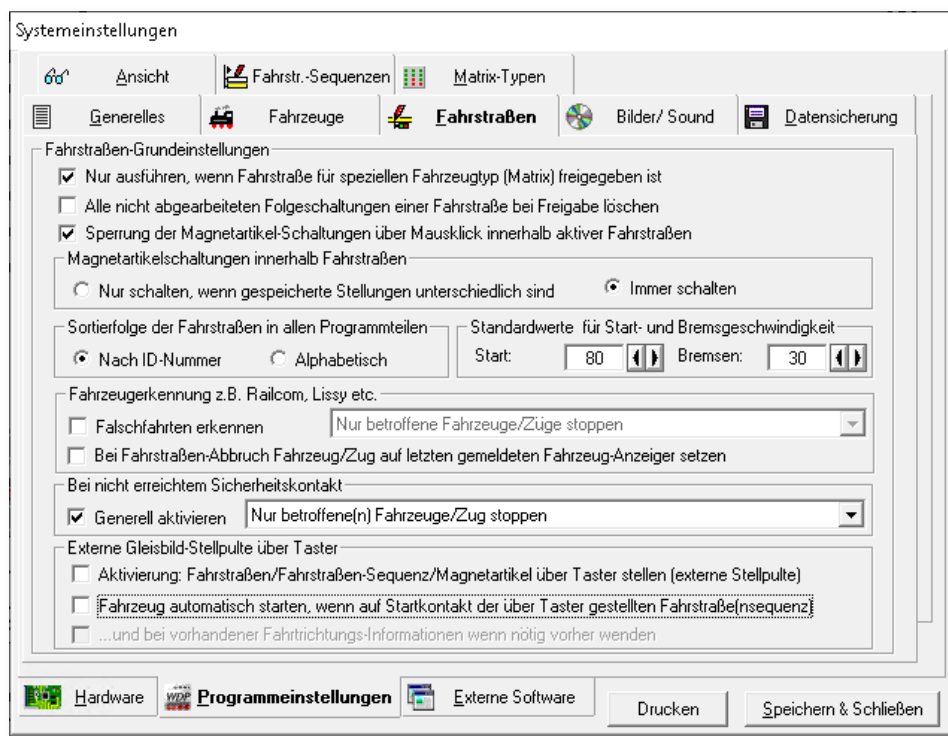 Systemeinstellungen
Ansicht Fahrstr.-Sequenzen Matrix-Typen
Generelles Fahrzeuge Fahrstraßen Bilder/ Sound Datensicherung
Fahrstraßen-Grundeinstellungen
Nur ausführen, wenn Fahrstraße für speziellen Fahrzeugtyp (Matrix) freigegeben ist
Alle nicht abgearbeiteten Folgeschaltungen einer Fahrstraße bei Freigabe löschen
Sperrung der Magnetartikel-Schaltungen über Mausklick innerhalb aktiver Fahrstraßen
Magnetartikelschaltungen innerhalb Fahrstraßen
Nur schalten, wenn gespeicherte Stellungen unterschiedlich sind Immer schalten
Sortierfolge der Fahrstraßen in allen Programmteilen Standardwerte für Start- und Bremsgeschwindigkeit
Nach ID-Nummer Alphabetisch Start: 80 Bremsen: 30
Fahrzeugerkennung z.B. Railcom, Lissy etc.
Falschfahrten erkennen Nur betroffene Fahrzeuge/Züge stoppen
Bei Fahrstraßen-Abbruch Fahrzeug/Zug auf letzten gemeldeten Fahrzeug-Anzeiger setzen
Bei nicht erreichtem Sicherheitskontakt
Generell aktivieren Nur betroffene(n) Fahrzeuge/Zug stoppen
Externe Gleisbild-Stellpulte über Taster
Aktivierung: Fahrstraßen/Fahrstraßen-Sequenz/Magnetartikel über Taster stellen (externe Stellpulte)
Fahrzeug automatisch starten, wenn auf Startkontakt der über Taster gestellten Fahrstraße(nsequenz)
...und bei vorhandener Fahrtrichtungs-Informationen wenn nötig vorher wenden
Hardware WDP Programmeinstellungen Externe Software Drucken Speichern & Schließen